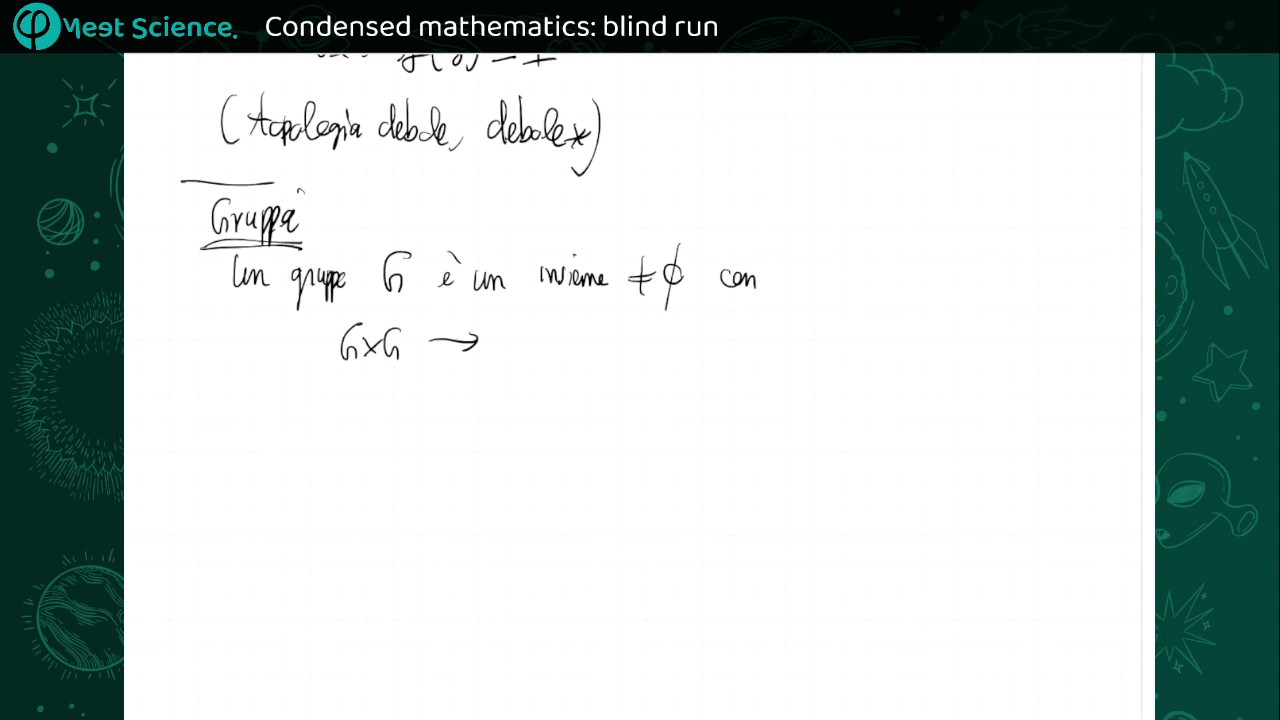 Meet Science.
Condensed mathematics: blind run
(Topologia debole, debole*)
Gruppi
Un gruppo G è un insieme ≠ ∅ con
G×G →